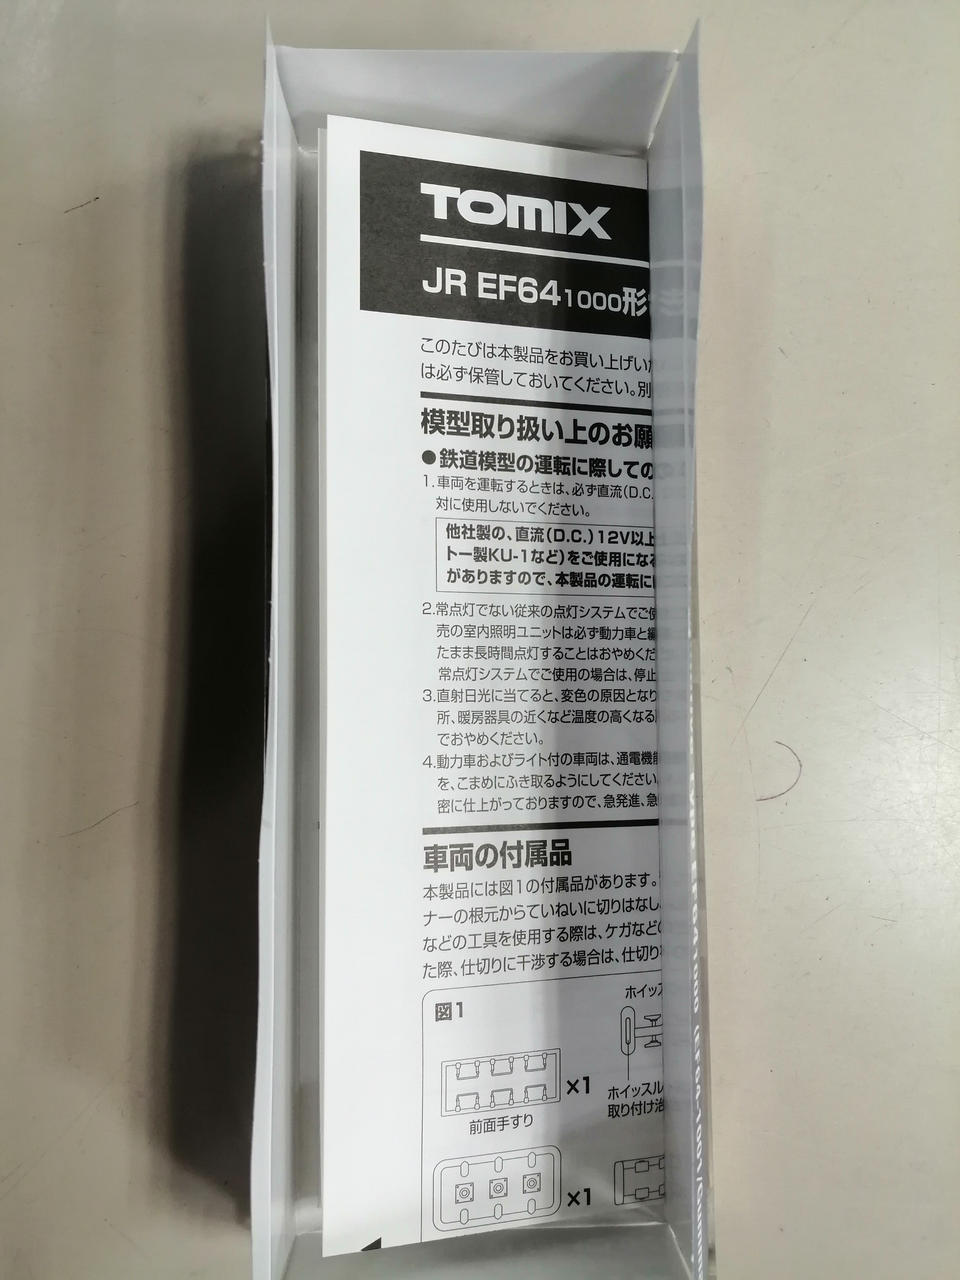 TOMIX
JR EF641000形
このたびは本製品をお買い上げい
は必ず保管しておいてください。別
模型取り扱い上のお願
●鉄道模型の運転に際しての
1.車両を運転するときは、必ず直流(D.C.
対に使用しないでください。
他社製の、直流(D.C.)12V以上
トー製KU-1など)をご使用になる
がありますので、本製品の運転に
2.常点灯でない従来の点灯システムでご使
売の室内照明ユニットは必ず動力車と編
たまま長時間点灯することはおやめくだ
常点灯システムでご使用の場合は、停止
3.直射日光に当てると、変色の原因となり
所、暖房器具の近くなど温度の高くなる
でおやめください。
4.動力車およびライト付の車両は、通電機能
を、こまめにふき取るようにしてください。
密に仕上がっておりますので、急発進、急
車両の付属品
本製品には図1の付属品があります。
ナーの根元からていねいに切りはなし
などの工具を使用する際は、ケガなど
た際、仕切りに干渉する場合は、仕切り
図1
ホイッス
×1
前面手すり
ホイッスル
取り付け治
×1